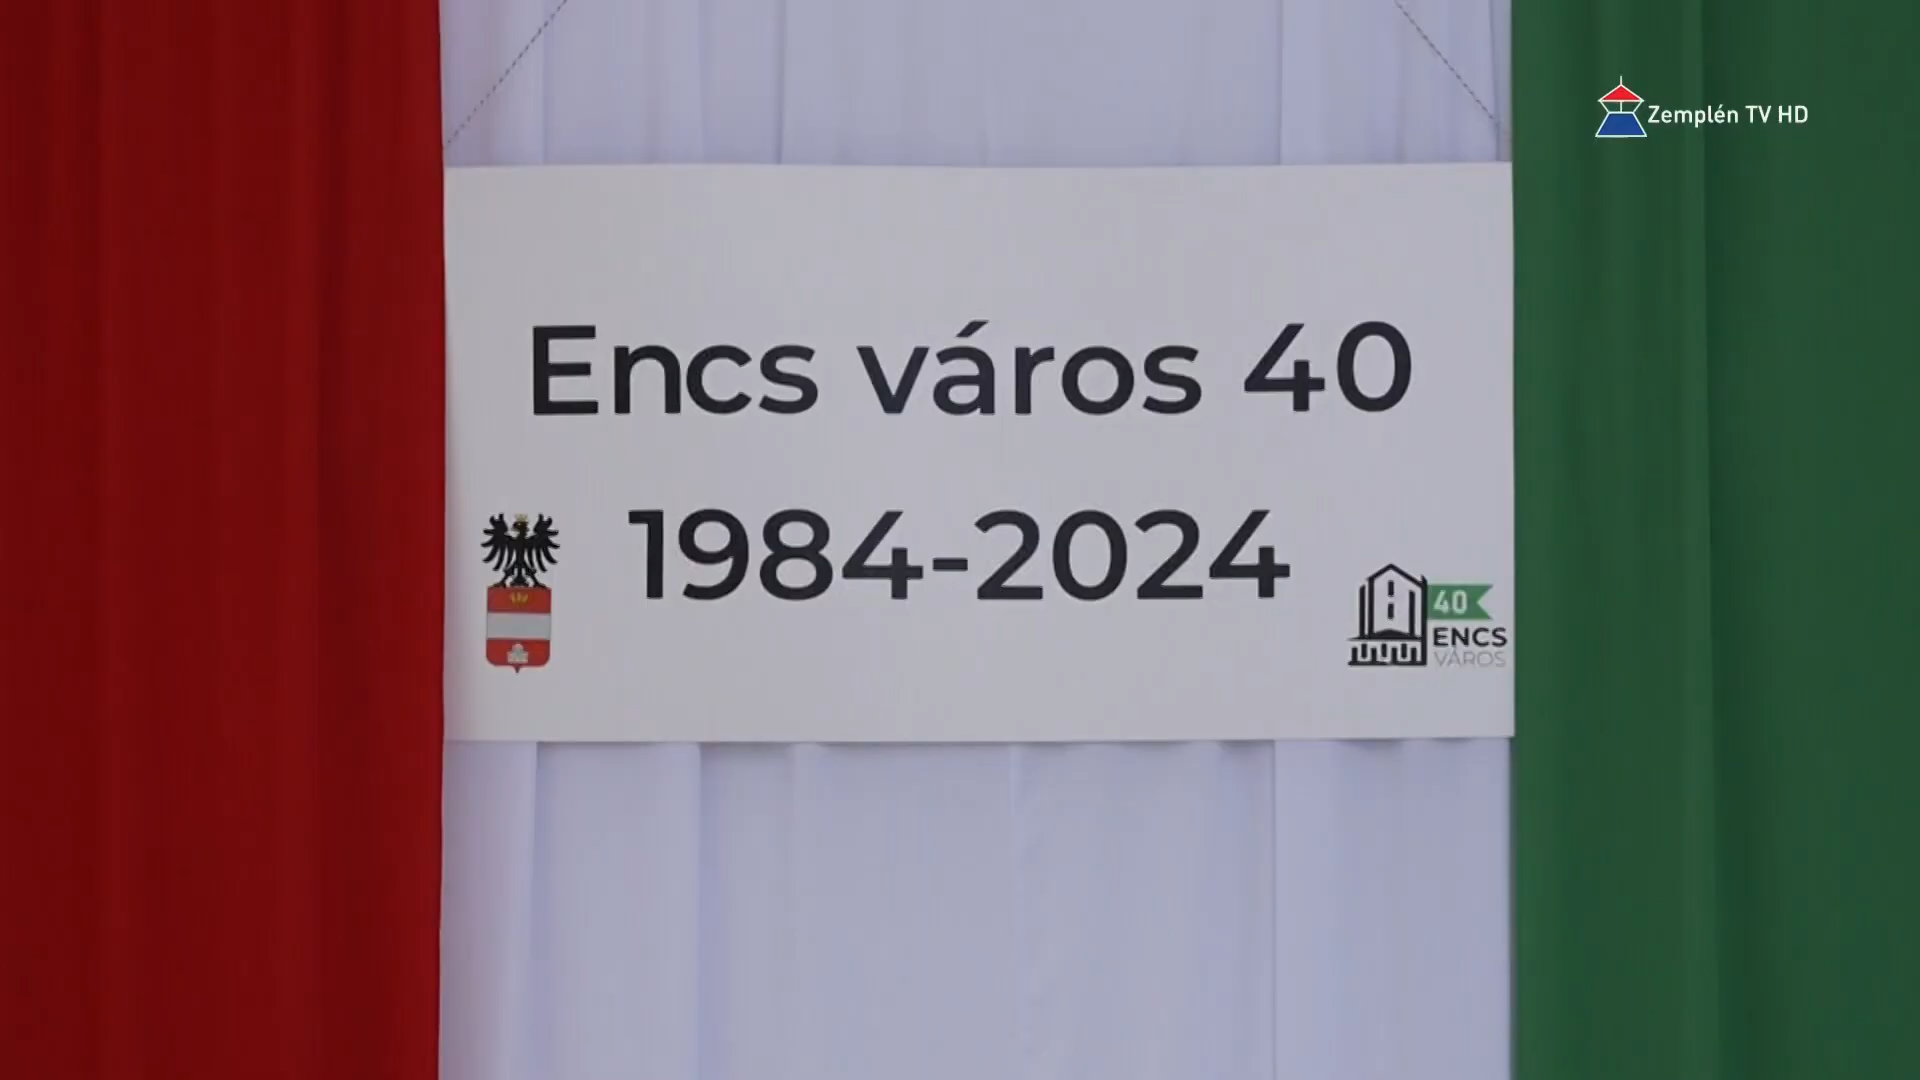 Zemplén TV HD
Encs város 40
1984-2024
40
ENCS
VÁROS